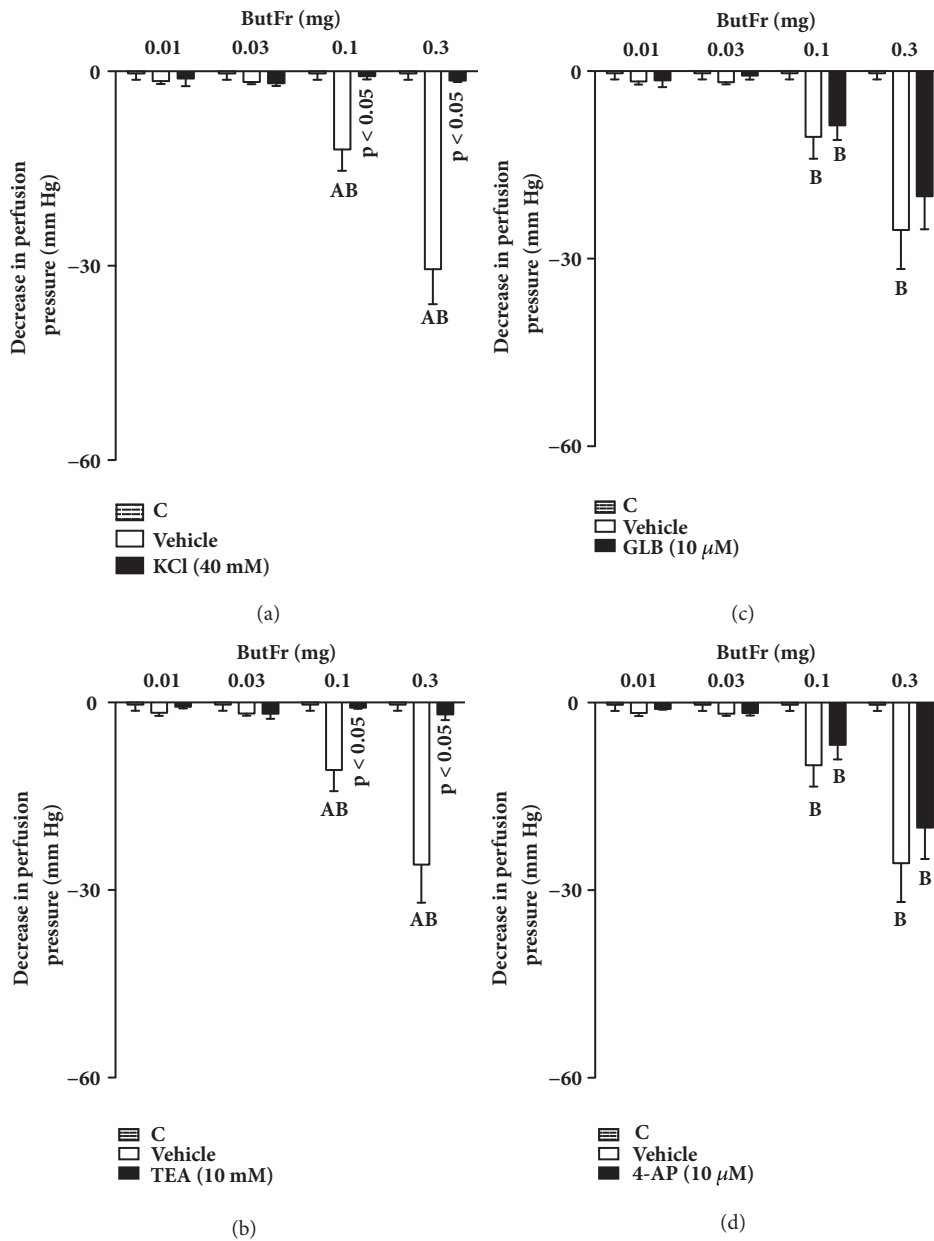 ButFr (mg)
0.01 0.03 0.1 0.3
0
−30
−60
Decrease in perfusion
pressure (mm Hg)
p < 0.05
p < 0.05
AB
AB
C
Vehicle
KCl (40 mM)
(a)
ButFr (mg)
0.01 0.03 0.1 0.3
0
−30
−60
Decrease in perfusion
pressure (mm Hg)
B
B
B
C
Vehicle
GLB (10 μM)
(c)
ButFr (mg)
0.01 0.03 0.1 0.3
0
−30
−60
Decrease in perfusion
pressure (mm Hg)
p < 0.05
p < 0.05
AB
AB
C
Vehicle
TEA (10 mM)
(b)
ButFr (mg)
0.01 0.03 0.1 0.3
0
−30
−60
Decrease in perfusion
pressure (mm Hg)
B
B
B
B
C
Vehicle
4-AP (10 μM)
(d)